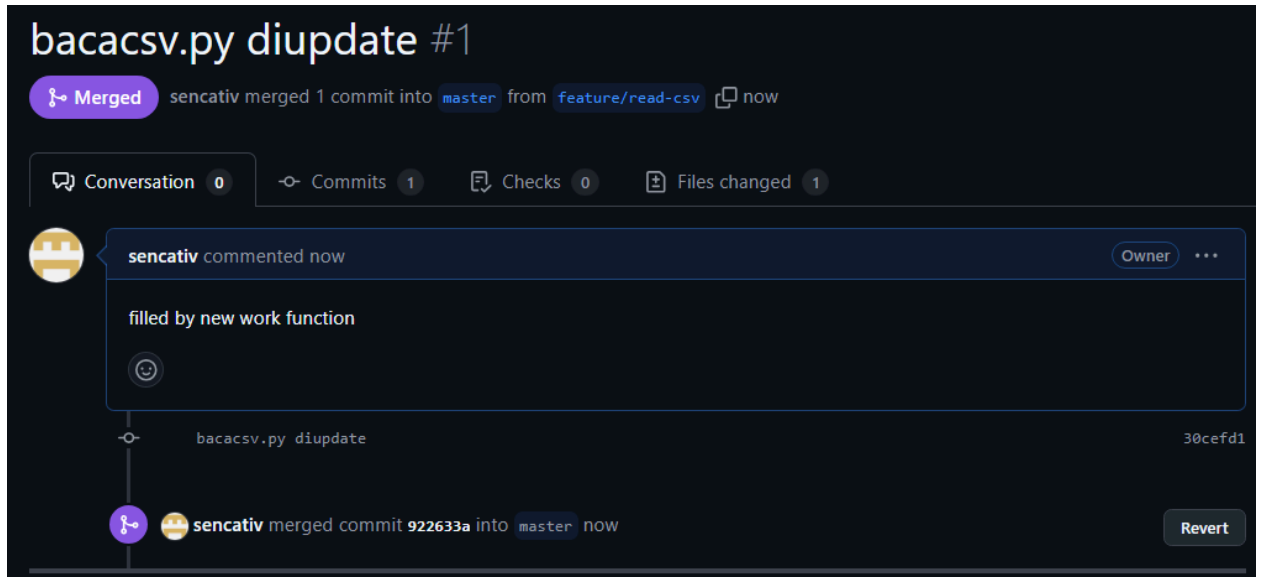 bacacsv.py diupdate #1
Merged sencativ merged 1 commit into master from feature/read-csv now
Conversation 0 Commits 1 Checks 0 Files changed 1
sencativ commented now Owner
filled by new work function
bacacsv.py diupdate 30cefd1
sencativ merged commit 922633a into master now Revert